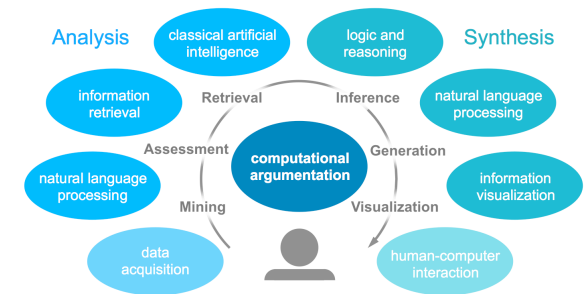 Analysis
classical artificial
intelligence
logic and
reasoning
Synthesis
information
retrieval
Retrieval
Inference
natural language
processing
Assessment
computational
argumentation
Generation
natural language
processing
information
visualization
Mining
Visualization
data
acquisition
human-computer
interaction